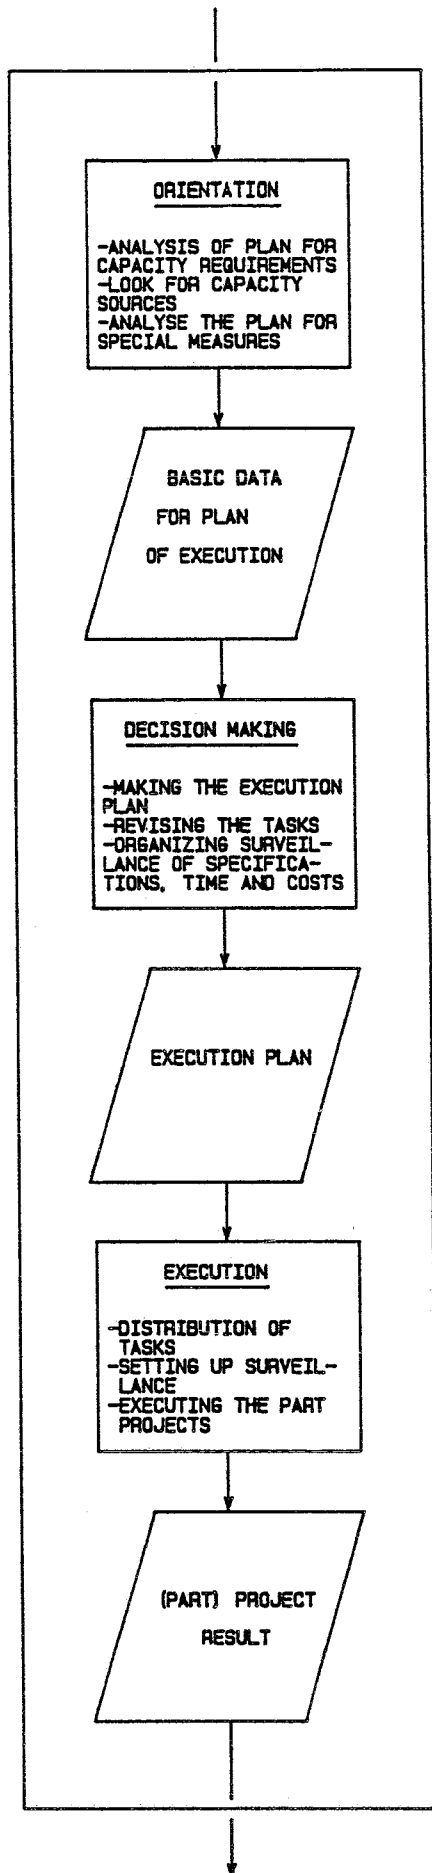 ORIENTATION
-ANALYSIS OF PLAN FOR
CAPACITY REQUIREMENTS
-LOOK FOR CAPACITY
SOURCES
-ANALYSE THE PLAN FOR
SPECIAL MEASURES
BASIC DATA
FOR PLAN
OF EXECUTION
DECISION MAKING
-MAKING THE EXECUTION
PLAN
-REVISING THE TASKS
-ORGANIZING SURVEIL-
LANCE OF SPECIFICA-
TIONS, TIME AND COSTS
EXECUTION PLAN
EXECUTION
-DISTRIBUTION OF
TASKS
-SETTING UP SURVEIL-
LANCE
-EXECUTING THE PART
PROJECTS
(PART) PROJECT
RESULT